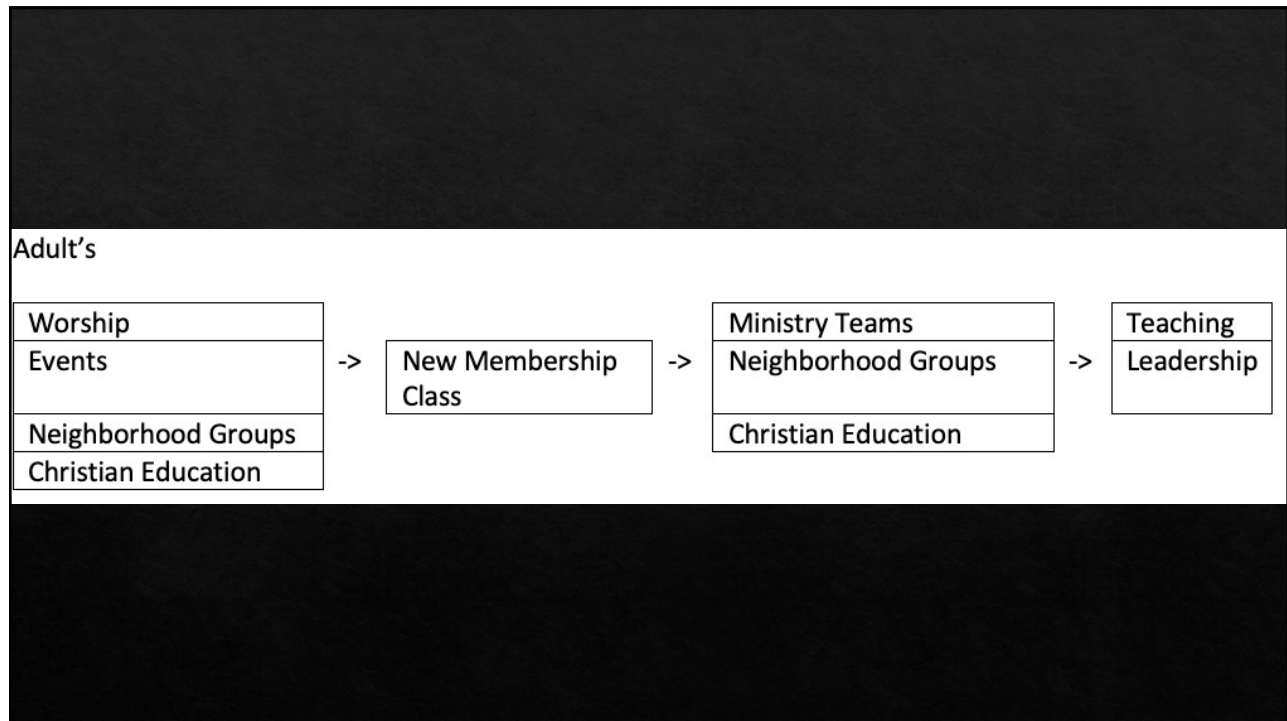 Adult’s
Worship
Events
Neighborhood Groups
Christian Education
->
New Membership
Class
->
Ministry Teams
Neighborhood Groups
Christian Education
->
Teaching
Leadership